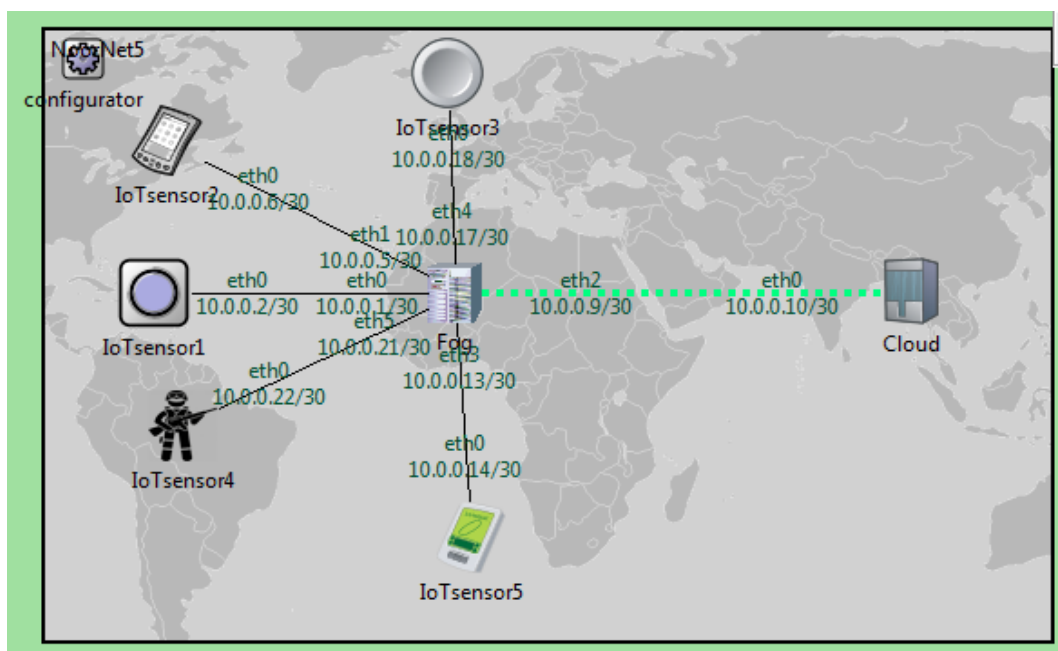 configurator
IoTsensor3
eth0
10.0.0.18/30
eth0
IoTsensor2
10.0.0.6/30
eth4
10.0.0.17/30
eth1
10.0.0.5/30
eth0
10.0.0.2/30
eth0
10.0.0.1/30
eth2
10.0.0.9/30
eth0
10.0.0.10/30
IoTsensor1
eth5
10.0.0.21/30
Fog
Cloud
eth3
10.0.0.13/30
eth0
10.0.0.22/30
IoTsensor4
eth0
10.0.0.14/30
IoTsensor5